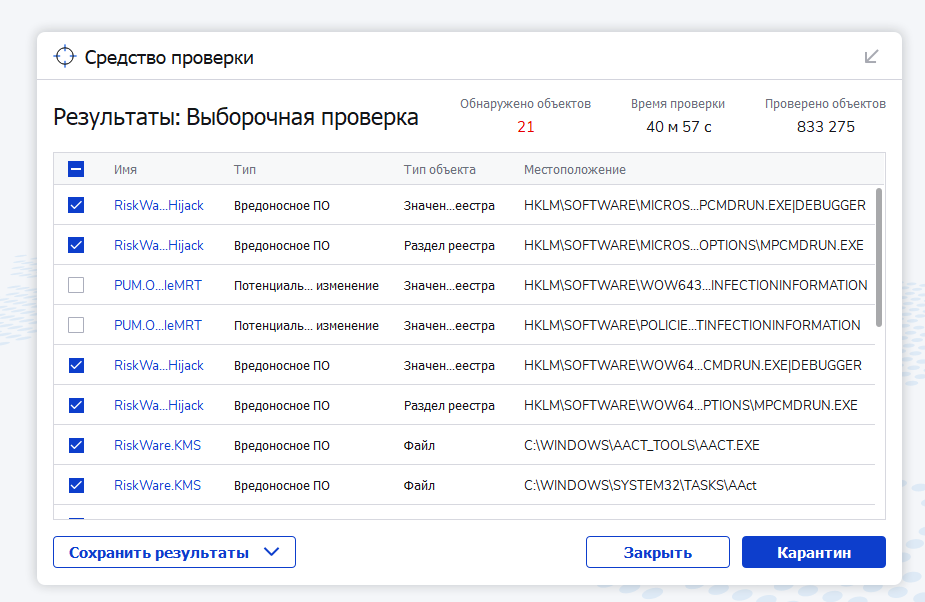 Средство проверки
Результаты: Выборочная проверка
Обнаружено объектов
21
Время проверки
40 м 57 с
Проверено объектов
833 275
Имя Тип Тип объекта Местоположение
RiskWa...Hijack Вредоносное ПО Значен...еестра HKLM\SOFTWARE\MICROS...PCMDRUN.EXE|DEBUGGER
RiskWa...Hijack Вредоносное ПО Раздел реестра HKLM\SOFTWARE\MICROS...OPTIONS\MPCMDRUN.EXE
PUM.O...leMRT Потенциаль... изменение Значен...еестра HKLM\SOFTWARE\WOW643...INFECTIONINFORMATION
PUM.O...leMRT Потенциаль... изменение Значен...еестра HKLM\SOFTWARE\POLICIE...TINFECTIONINFORMATION
RiskWa...Hijack Вредоносное ПО Значен...еестра HKLM\SOFTWARE\WOW64...CMDRUN.EXE|DEBUGGER
RiskWa...Hijack Вредоносное ПО Раздел реестра HKLM\SOFTWARE\WOW64...PTIONS\MPCMDRUN.EXE
RiskWare.KMS Вредоносное ПО Файл C:\WINDOWS\AACT_TOOLS\AACT.EXE
RiskWare.KMS Вредоносное ПО Файл C:\WINDOWS\SYSTEM32\TASKS\AAct
Сохранить результаты Закрыть Карантин